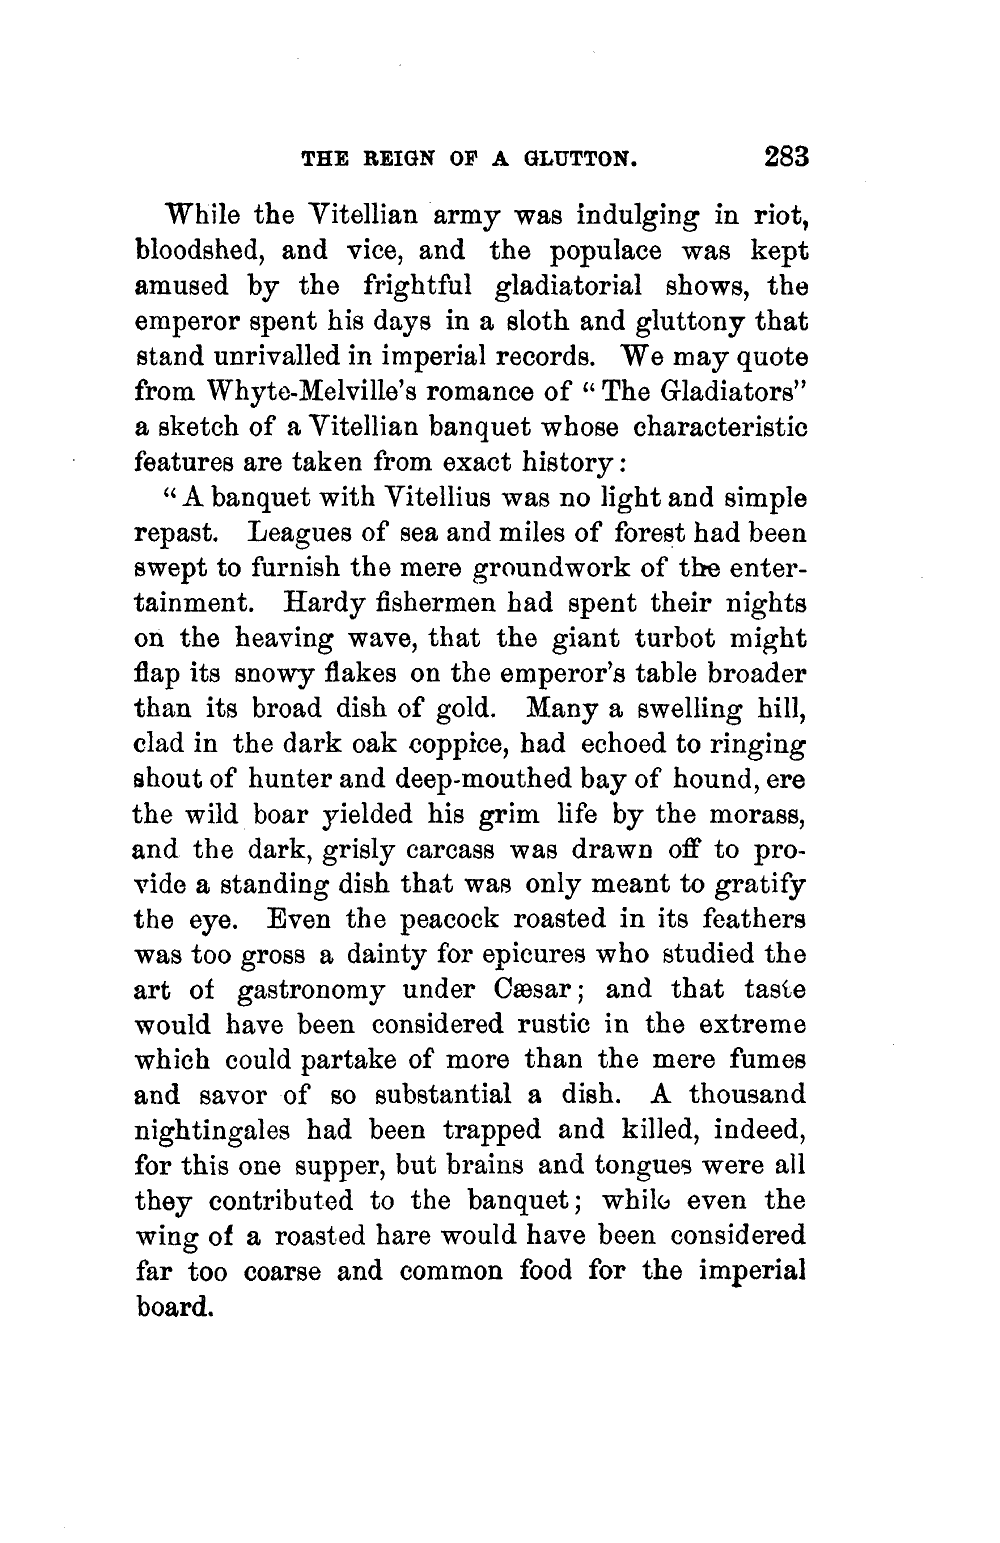 THE REIGN OF A GLUTTON. 283
While the Vitellian army was indulging in riot,
bloodshed, and vice, and the populace was kept
amused by the frightful gladiatorial shows, the
emperor spent his days in a sloth and gluttony that
stand unrivalled in imperial records. We may quote
from Whyte-Melville's romance of “The Gladiators”
a sketch of a Vitellian banquet whose characteristic
features are taken from exact history:
“A banquet with Vitellius was no light and simple
repast. Leagues of sea and miles of forest had been
swept to furnish the mere groundwork of the enter-
tainment. Hardy fishermen had spent their nights
on the heaving wave, that the giant turbot might
flap its snowy flakes on the emperor's table broader
than its broad dish of gold. Many a swelling hill,
clad in the dark oak coppice, had echoed to ringing
shout of hunter and deep-mouthed bay of hound, ere
the wild boar yielded his grim life by the morass,
and the dark, grisly carcass was drawn off to pro-
vide a standing dish that was only meant to gratify
the eye. Even the peacock roasted in its feathers
was too gross a dainty for epicures who studied the
art of gastronomy under Cæsar; and that taste
would have been considered rustic in the extreme
which could partake of more than the mere fumes
and savor of so substantial a dish. A thousand
nightingales had been trapped and killed, indeed,
for this one supper, but brains and tongues were all
they contributed to the banquet; while even the
wing of a roasted hare would have been considered
far too coarse and common food for the imperial
board.